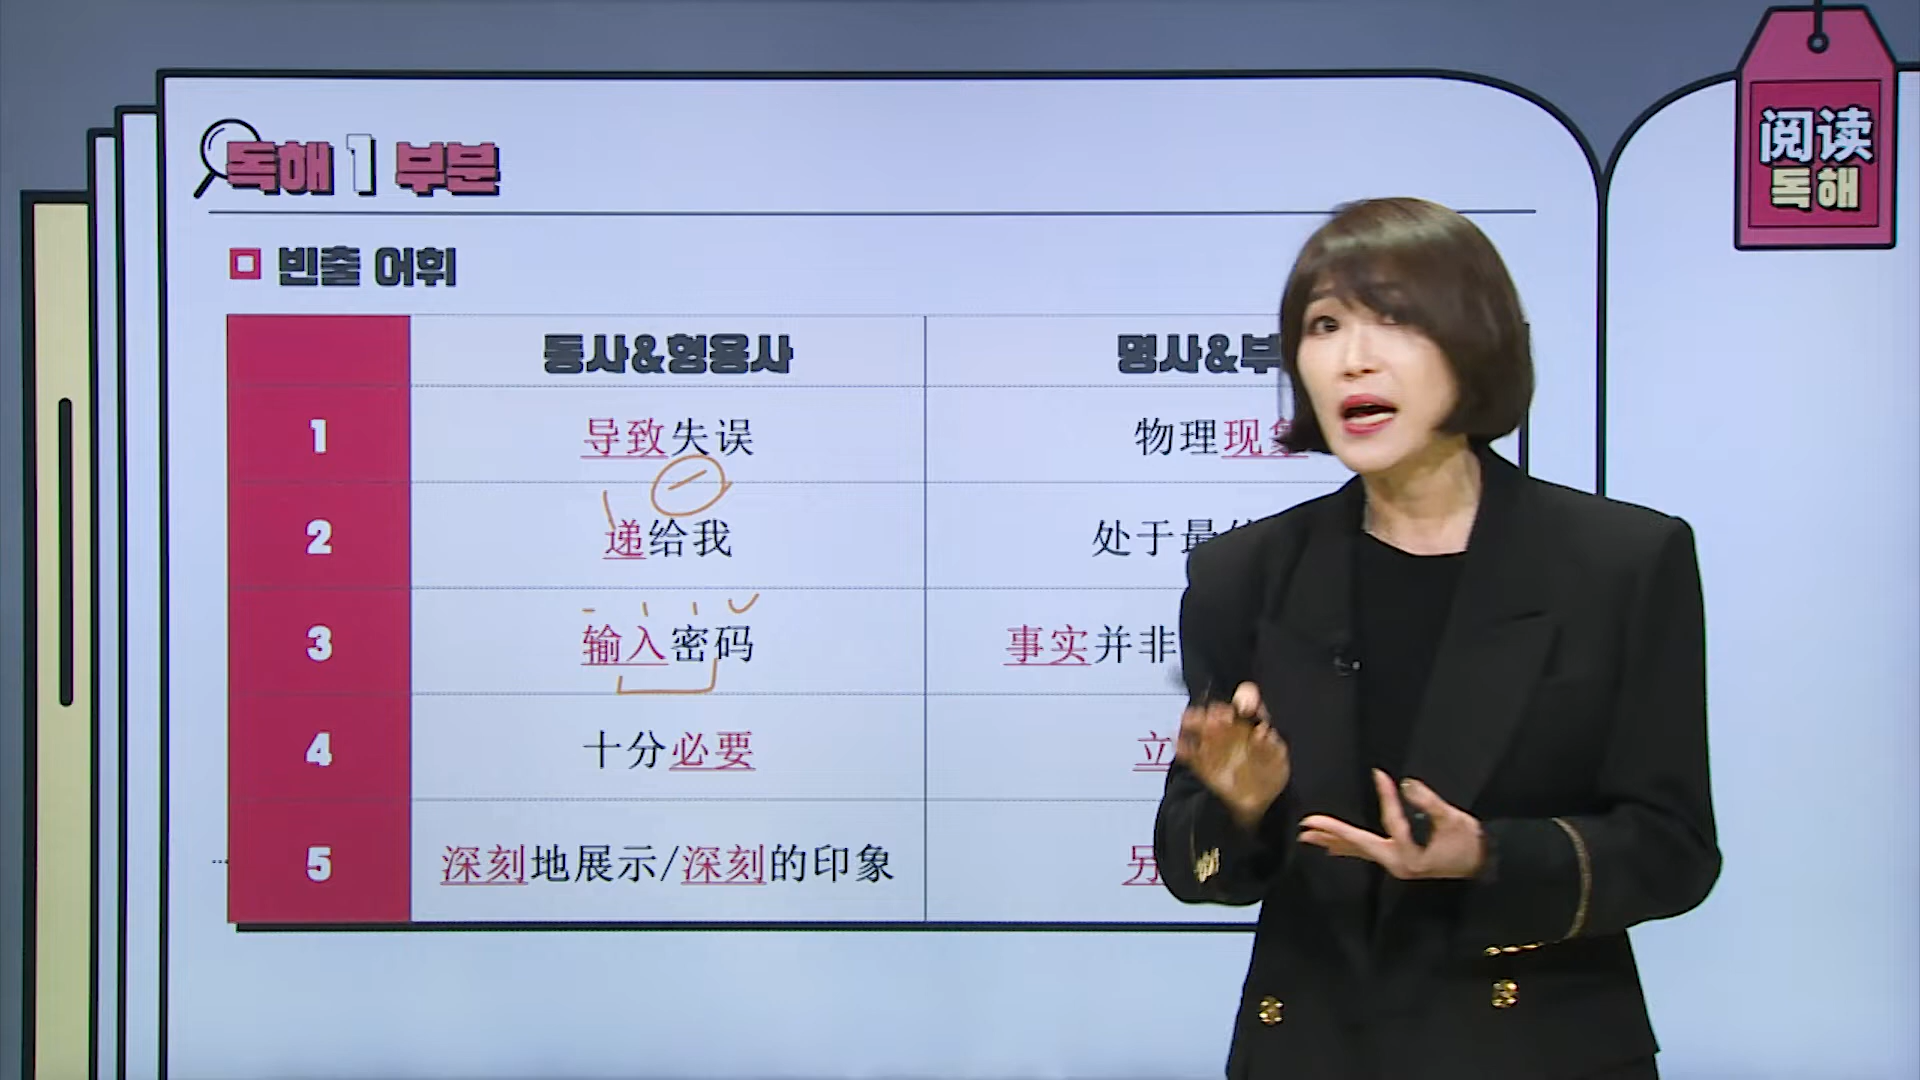 阅读
독해
독해 1 부분
빈출 어휘
동사&형용사
명사&부
1
导致失误
物理现象
2
递给我
处于最
3
输入密码
事实并非
4
十分必要
立
5
深刻地展示/深刻的印象
另